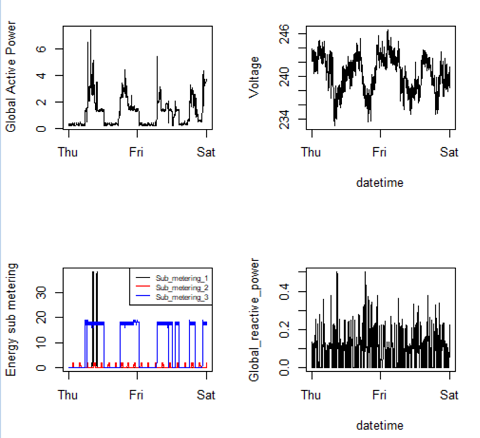 Global Active Power
6
4
2
0
Thu Fri Sat
Voltage
246
240
234
Thu Fri Sat
datetime
Energy sub metering
30
20
10
0
Sub_metering_1
Sub_metering_2
Sub_metering_3
Thu Fri Sat
Global_reactive_power
0.4
0.2
0.0
Thu Fri Sat
datetime